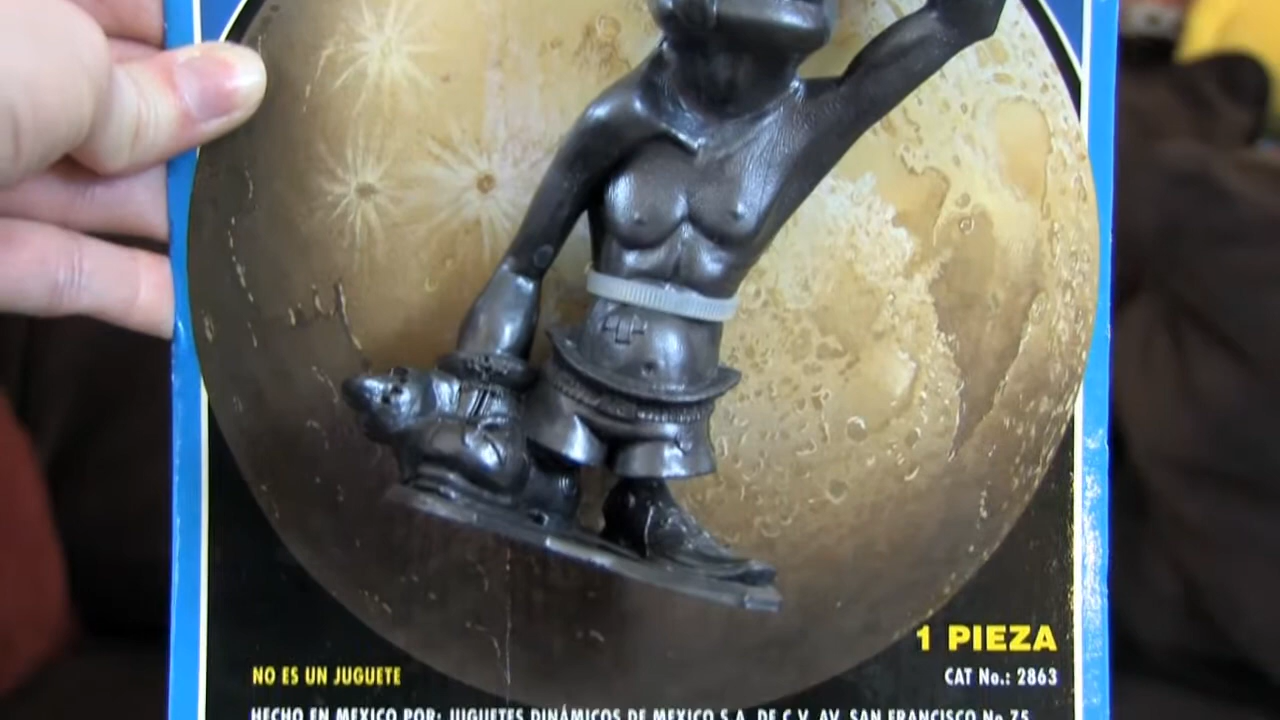 1 PIEZA
NO ES UN JUGUETE
CAT No.: 2863
HECHO EN MEXICO POR: JUGUETES DINÁMICOS DE MEXICO S.A. DE C.V. AV. SAN FRANCISCO No. 75